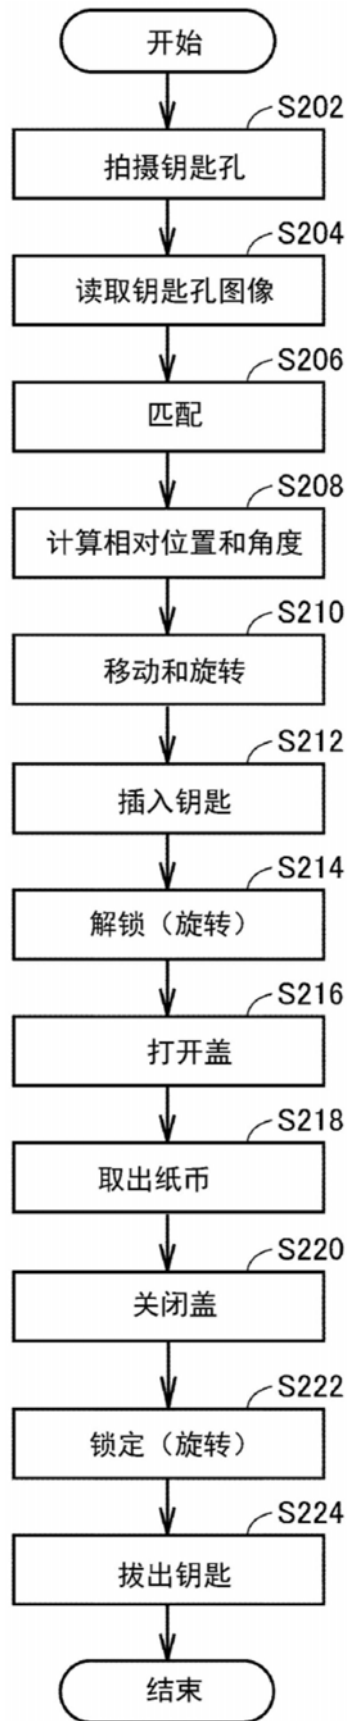 开始
S202
拍摄钥匙孔
S204
读取钥匙孔图像
S206
匹配
S208
计算相对位置和角度
S210
移动和旋转
S212
插入钥匙
S214
解锁（旋转）
S216
打开盖
S218
取出纸币
S220
关闭盖
S222
锁定（旋转）
S224
拔出钥匙
结束